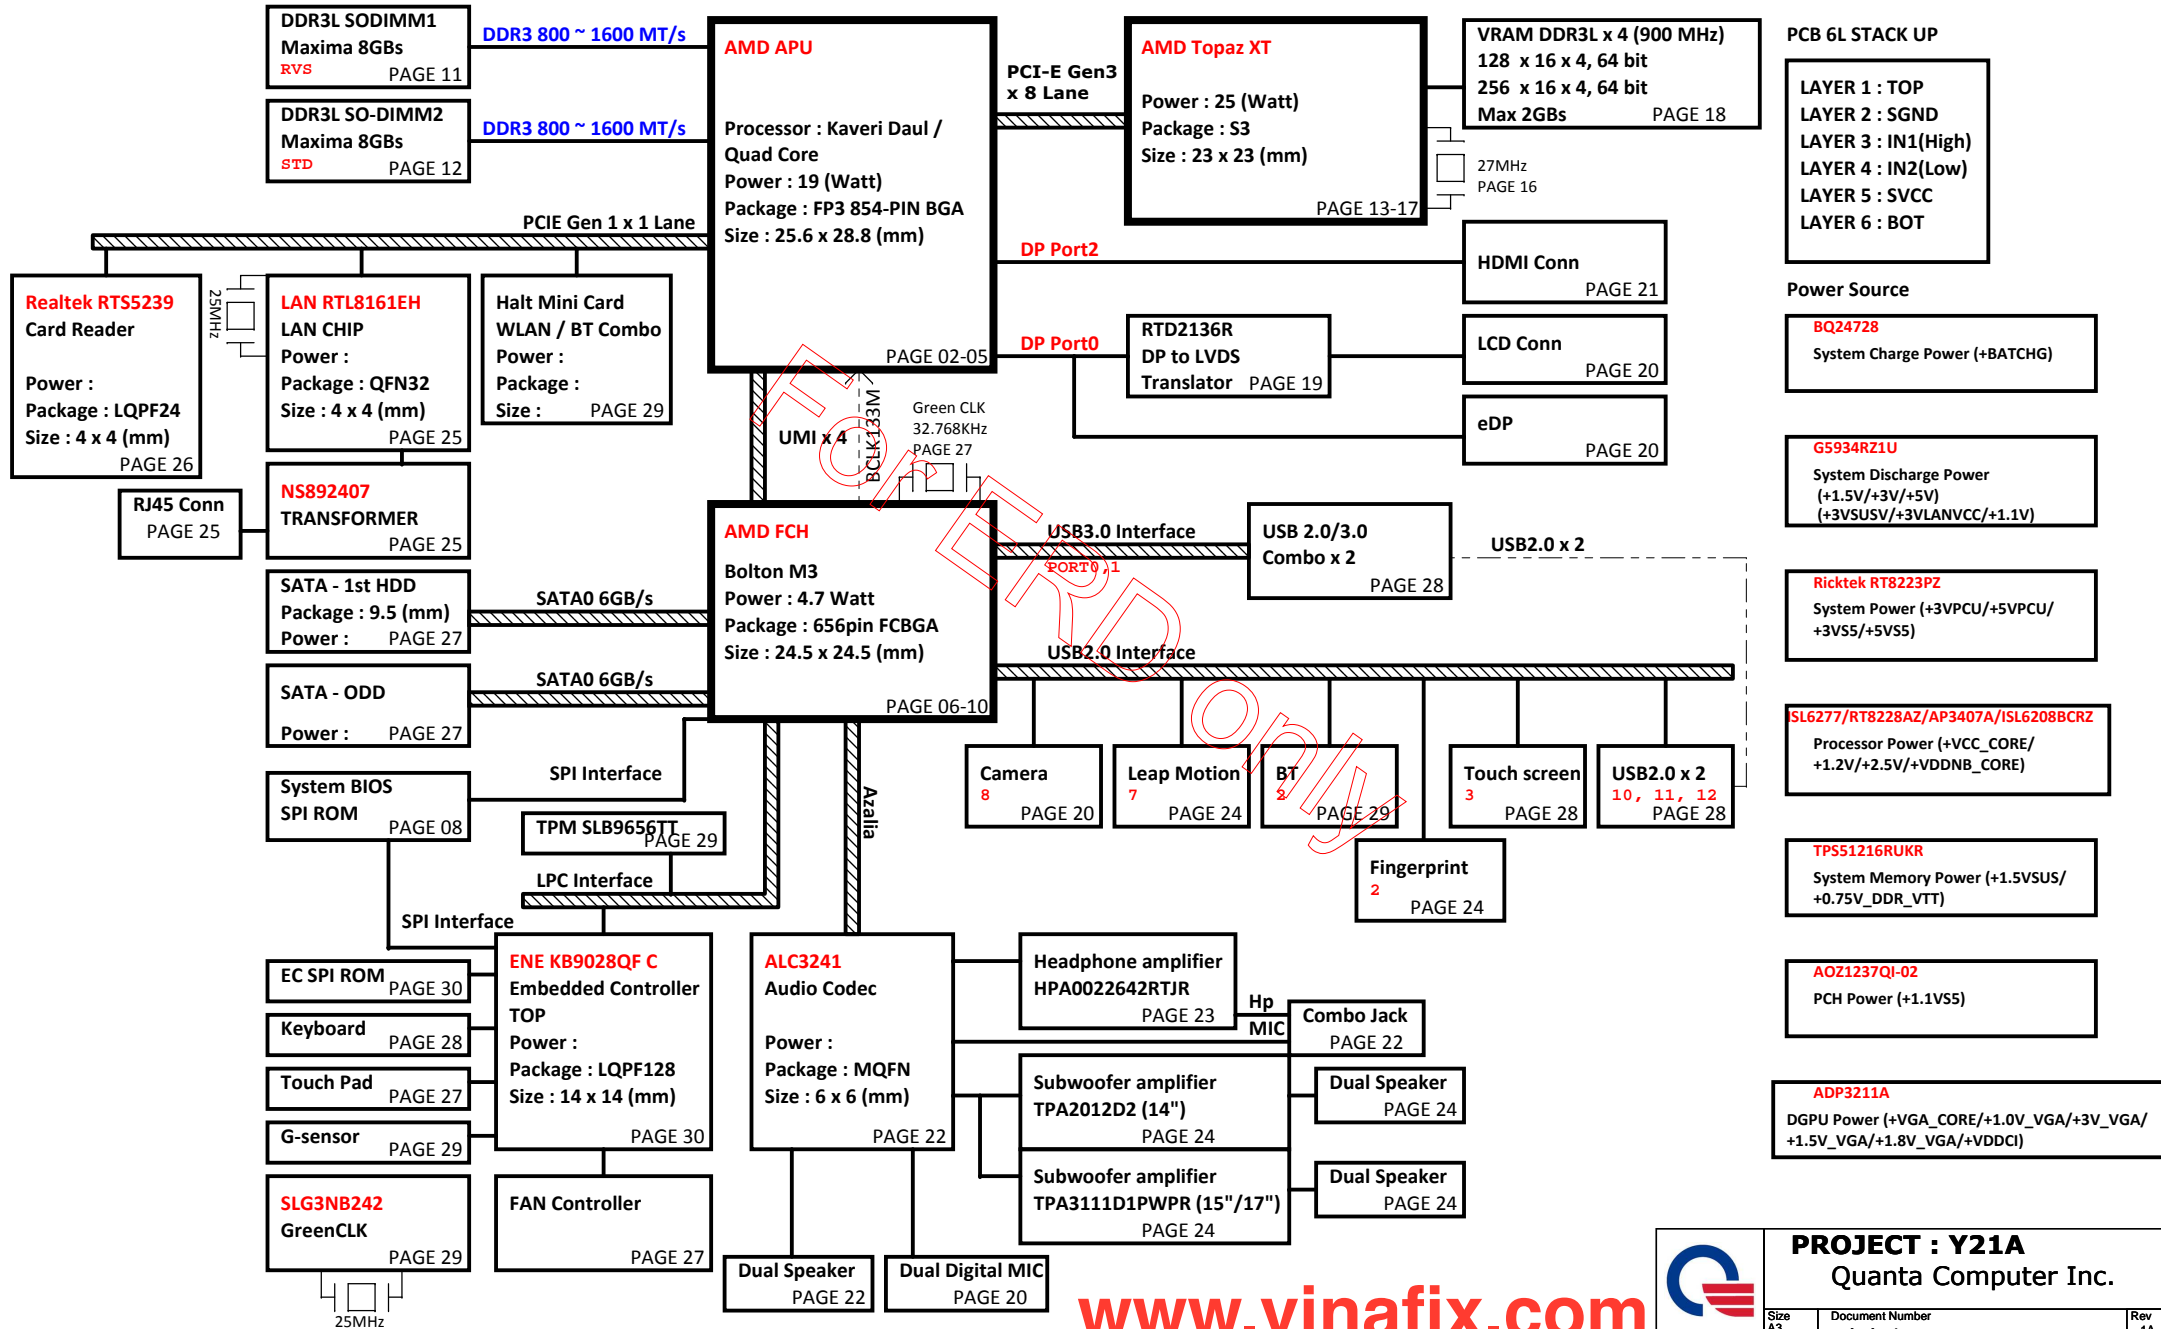 DDR3L SODIMM1
Maxima 8GBs
RVS
PAGE 11
DDR3 800 ~ 1600 MT/s
DDR3L SO-DIMM2
Maxima 8GBs
STD
PAGE 12
DDR3 800 ~ 1600 MT/s
AMD APU
Processor : Kaveri Daul /
Quad Core
Power : 19 (Watt)
Package : FP3 854-PIN BGA
Size : 25.6 x 28.8 (mm)
PAGE 02-05
PCI-E Gen3
x 8 Lane
AMD Topaz XT
Power : 25 (Watt)
Package : S3
Size : 23 x 23 (mm)
PAGE 13-17
VRAM DDR3L x 4 (900 MHz)
128 x 16 x 4, 64 bit
256 x 16 x 4, 64 bit
Max 2GBs
PAGE 18
27MHz
PAGE 16
PCB 6L STACK UP
LAYER 1 : TOP
LAYER 2 : SGND
LAYER 3 : IN1(High)
LAYER 4 : IN2(Low)
LAYER 5 : SVCC
LAYER 6 : BOT
PCIE Gen 1 x 1 Lane
Realtek RTS5239
Card Reader
Power :
Package : LQPF24
Size : 4 x 4 (mm)
PAGE 26
25MHz
LAN RTL8161EH
LAN CHIP
Power :
Package : QFN32
Size : 4 x 4 (mm)
PAGE 25
Halt Mini Card
WLAN / BT Combo
Power :
Package :
Size :
PAGE 29
RJ45 Conn
PAGE 25
NS892407
TRANSFORMER
PAGE 25
DP Port2
HDMI Conn
PAGE 21
DP Port0
RTD2136R
DP to LVDS
Translator
PAGE 19
LCD Conn
PAGE 20
eDP
PAGE 20
UMI x 4
BCLK133M
Green CLK
32.768KHz
PAGE 27
For ERD only
AMD FCH
Bolton M3
Power : 4.7 Watt
Package : 656pin FCBGA
Size : 24.5 x 24.5 (mm)
PAGE 06-10
SATA - 1st HDD
Package : 9.5 (mm)
Power :
PAGE 27
SATA0 6GB/s
SATA - ODD
Power :
PAGE 27
SATA0 6GB/s
USB3.0 Interface
PORT0,1
USB 2.0/3.0
Combo x 2
PAGE 28
USB2.0 x 2
USB2.0 Interface
Camera
8
PAGE 20
Leap Motion
7
PAGE 24
BT
2
PAGE 29
Touch screen
3
PAGE 28
USB2.0 x 2
10, 11, 12
PAGE 28
Fingerprint
2
PAGE 24
System BIOS
SPI ROM
PAGE 08
SPI Interface
TPM SLB9656TT
PAGE 29
LPC Interface
SPI Interface
Azalia
EC SPI ROM
PAGE 30
Keyboard
PAGE 28
Touch Pad
PAGE 27
G-sensor
PAGE 29
SLG3NB242
GreenCLK
PAGE 29
25MHz
ENE KB9028QF C
Embedded Controller
TOP
Power :
Package : LQPF128
Size : 14 x 14 (mm)
PAGE 30
FAN Controller
PAGE 27
ALC3241
Audio Codec
Power :
Package : MQFN
Size : 6 x 6 (mm)
PAGE 22
Dual Speaker
PAGE 22
Dual Digital MIC
PAGE 20
Headphone amplifier
HPA0022642RTJR
PAGE 23
Hp
MIC
Combo Jack
PAGE 22
Subwoofer amplifier
TPA2012D2 (14")
PAGE 24
Dual Speaker
PAGE 24
Subwoofer amplifier
TPA3111D1PWPR (15"/17")
PAGE 24
Dual Speaker
PAGE 24
Power Source
BQ24728
System Charge Power (+BATCHG)
G5934RZ1U
System Discharge Power
(+1.5V/+3V/+5V)
(+3VSUSV/+3VLANVCC/+1.1V)
Ricktek RT8223PZ
System Power (+3VPCU/+5VPCU/
+3VS5/+5VS5)
ISL6277/RT8228AZ/AP3407A/ISL6208BCRZ
Processor Power (+VCC_CORE/
+1.2V/+2.5V/+VDDNB_CORE)
TPS51216RUKR
System Memory Power (+1.5VSUS/
+0.75V_DDR_VTT)
AOZ1237QI-02
PCH Power (+1.1VS5)
ADP3211A
DGPU Power (+VGA_CORE/+1.0V_VGA/+3V_VGA/
+1.5V_VGA/+1.8V_VGA/+VDDCI)
www.vinafix.com
PROJECT : Y21A
Quanta Computer Inc.
Size
A3
Document Number
Rev
1A